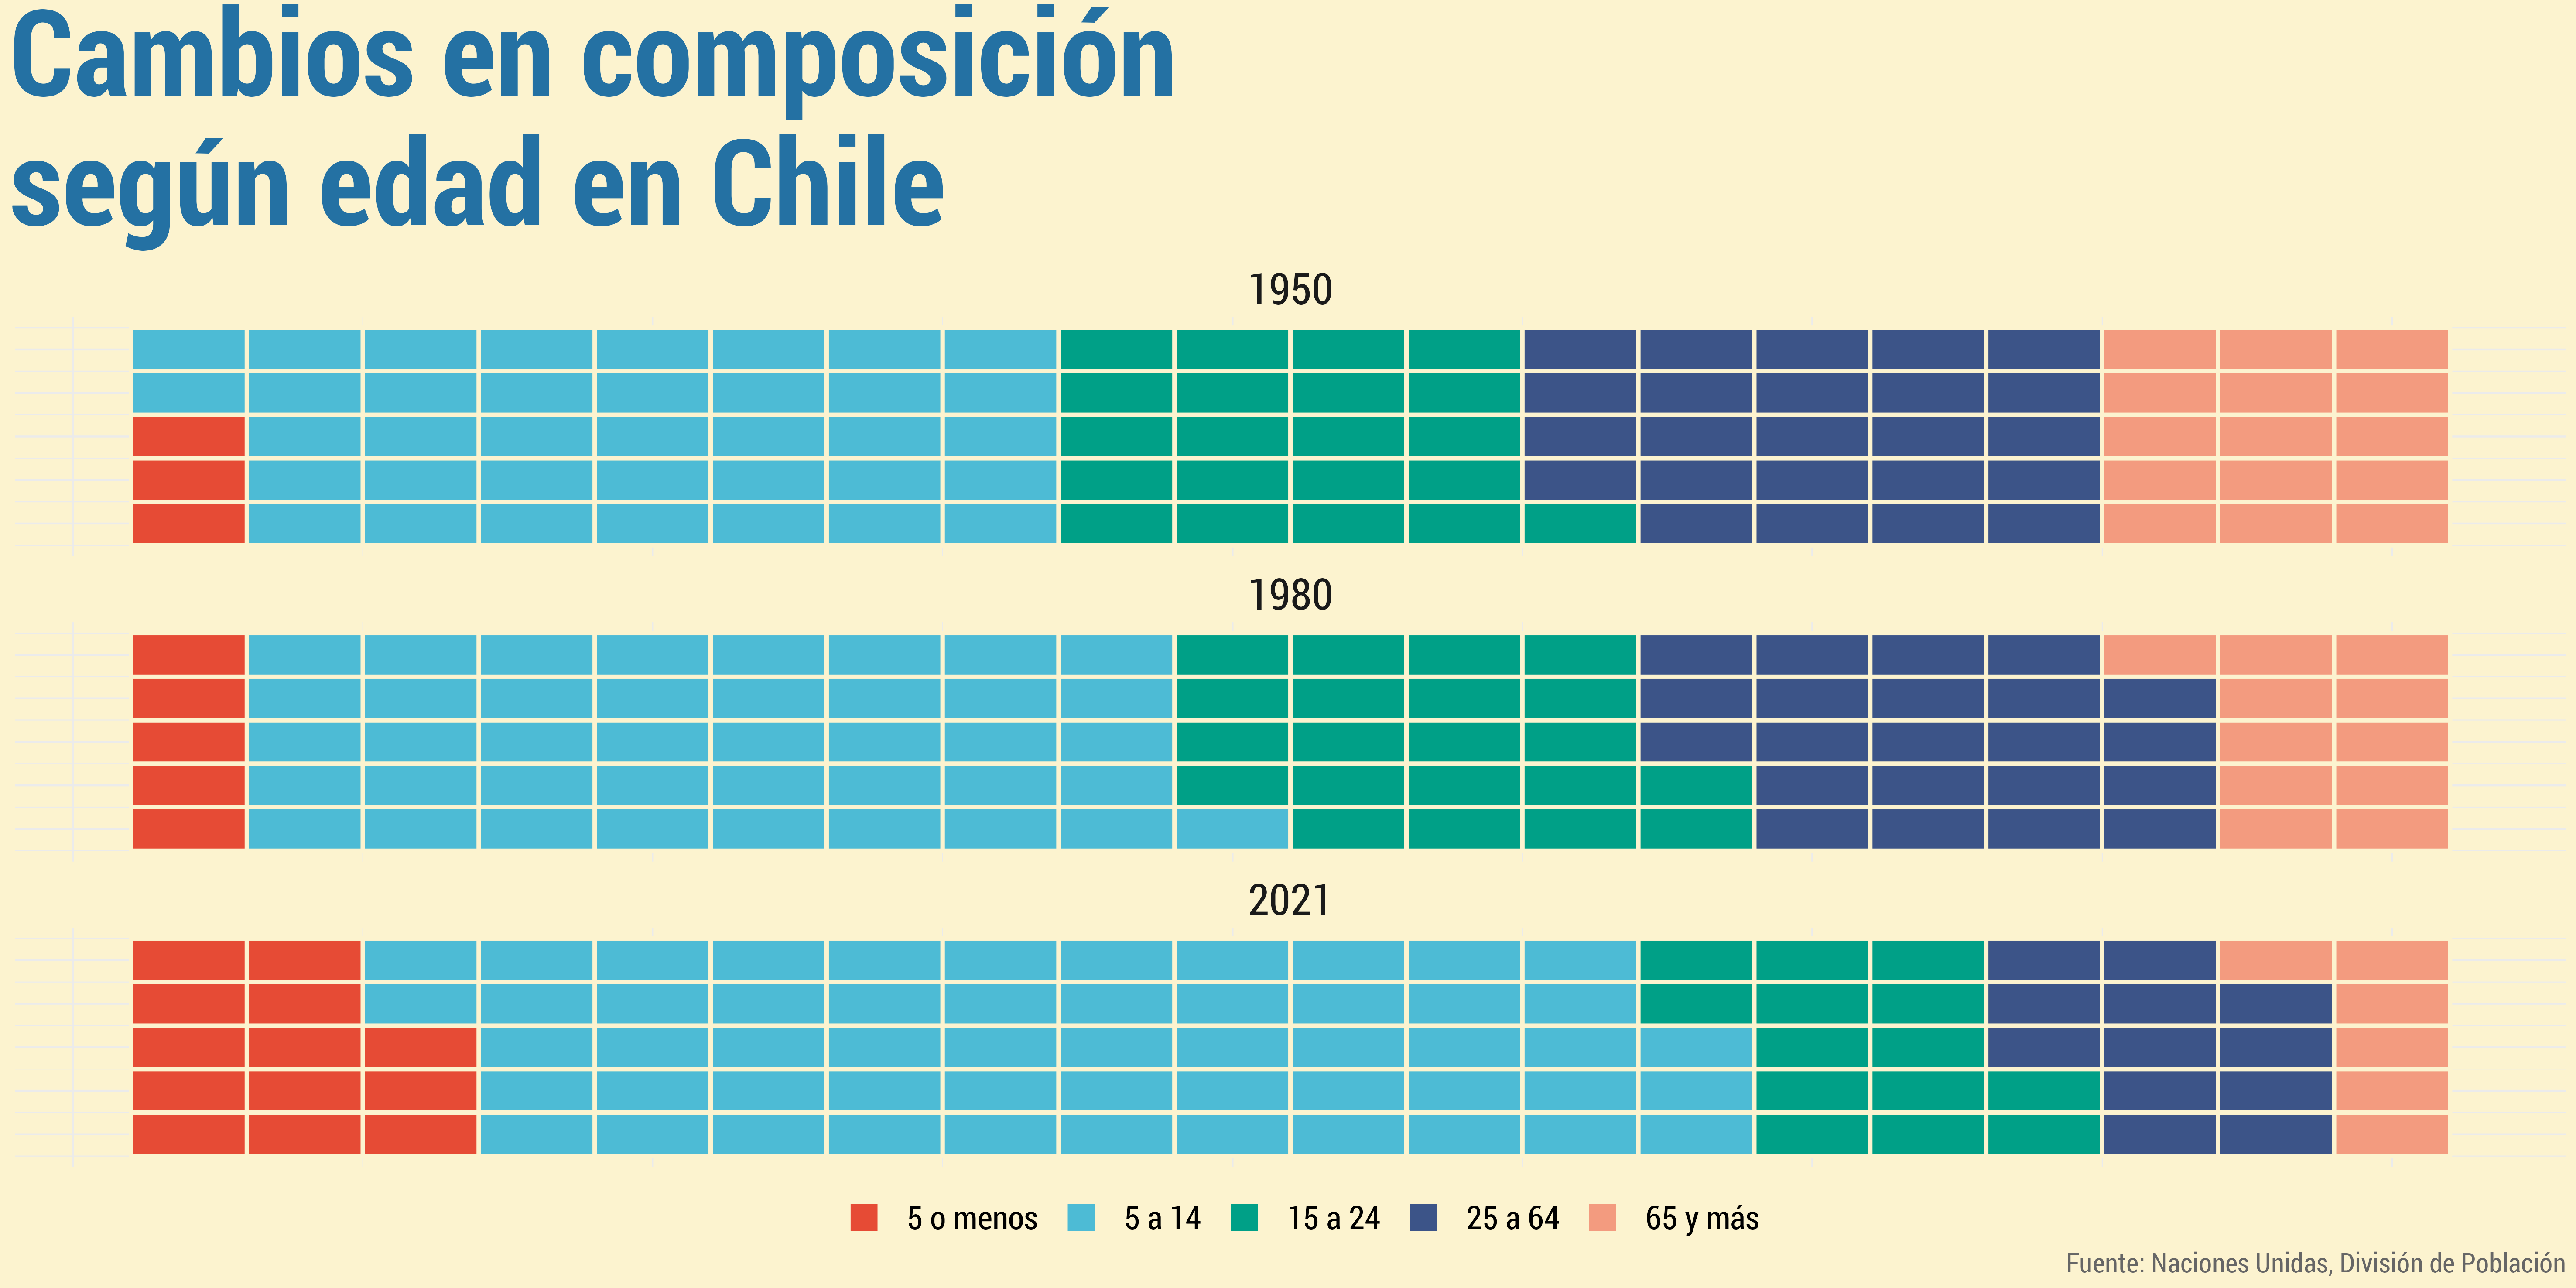 Cambios en composición
según edad en Chile
1950
1980
2021
5 o menos 5 a 14 15 a 24 25 a 64 65 y más
Fuente: Naciones Unidas, División de Población